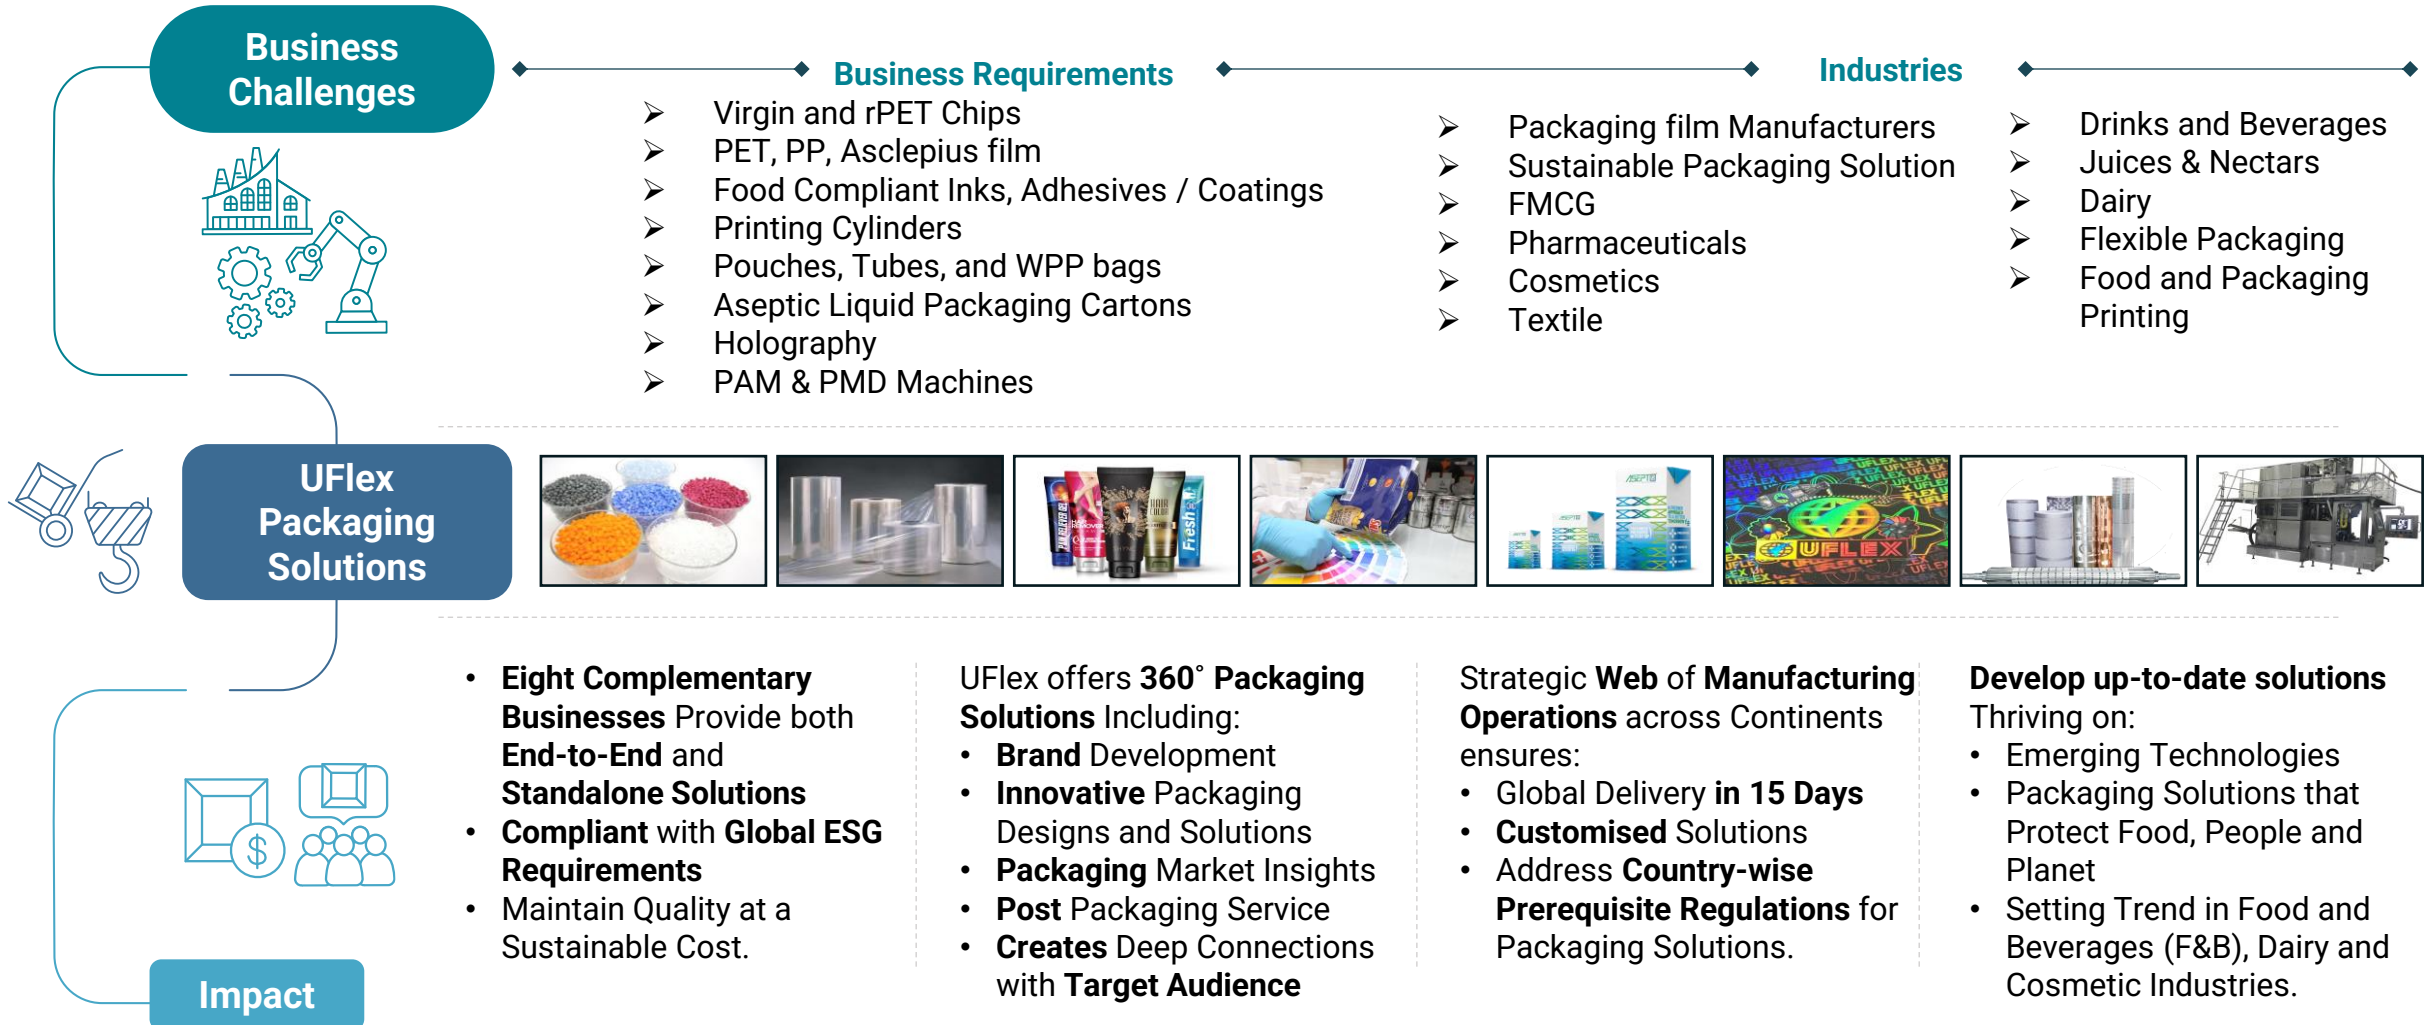 Business
Challenges
Business Requirements
Virgin and rPET Chips
PET, PP, Asclepius film
Food Compliant Inks, Adhesives / Coatings
Printing Cylinders
Pouches, Tubes, and WPP bags
Aseptic Liquid Packaging Cartons
Holography
PAM & PMD Machines
Industries
Packaging film Manufacturers
Sustainable Packaging Solution
FMCG
Pharmaceuticals
Cosmetics
Textile
Drinks and Beverages
Juices & Nectars
Dairy
Flexible Packaging
Food and Packaging
Printing
UFlex
Packaging
Solutions
HAIR
COLOR
Fresh
ASEPTO
UFLEX
• Eight Complementary
Businesses Provide both
End-to-End and
Standalone Solutions
• Compliant with Global ESG
Requirements
• Maintain Quality at a
Sustainable Cost.
UFlex offers 360° Packaging
Solutions Including:
• Brand Development
• Innovative Packaging
Designs and Solutions
• Packaging Market Insights
• Post Packaging Service
• Creates Deep Connections
with Target Audience
Strategic Web of Manufacturing
Operations across Continents
ensures:
• Global Delivery in 15 Days
• Customised Solutions
• Address Country-wise
Prerequisite Regulations for
Packaging Solutions.
Develop up-to-date solutions
Thriving on:
• Emerging Technologies
• Packaging Solutions that
Protect Food, People and
Planet
• Setting Trend in Food and
Beverages (F&B), Dairy and
Cosmetic Industries.
$
Impact